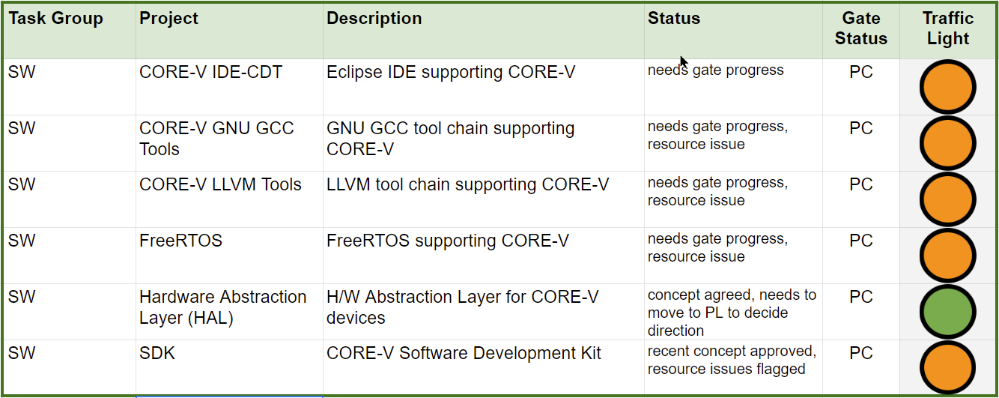 Task Group Project Description Status Gate Status Traffic Light
SW CORE-V IDE-CDT Eclipse IDE supporting CORE-V needs gate progress PC
SW CORE-V GNU GCC Tools GNU GCC tool chain supporting CORE-V needs gate progress, resource issue PC
SW CORE-V LLVM Tools LLVM tool chain supporting CORE-V needs gate progress, resource issue PC
SW FreeRTOS FreeRTOS supporting CORE-V needs gate progress, resource issue PC
SW Hardware Abstraction Layer (HAL) H/W Abstraction Layer for CORE-V devices concept agreed, needs to move to PL to decide direction PC
SW SDK CORE-V Software Development Kit recent concept approved, resource issues flagged PC